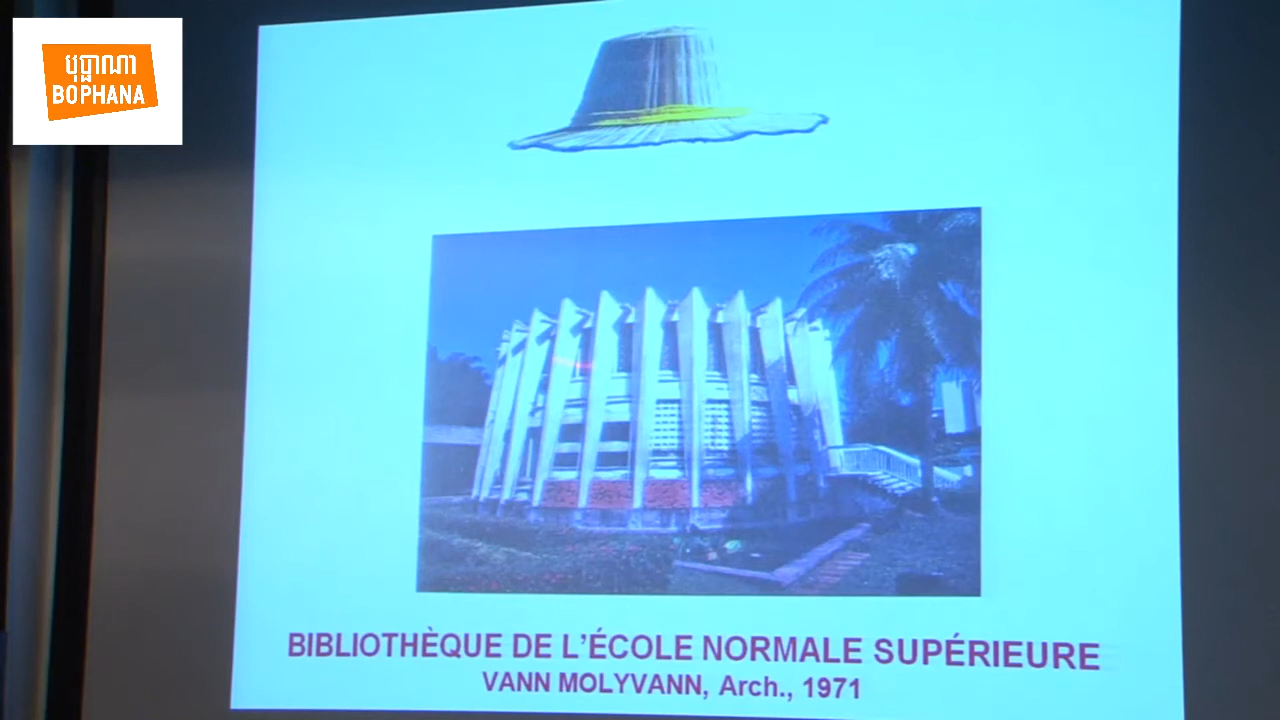 បុប្ផាណា
BOPHANA
BIBLIOTHÈQUE DE L'ÉCOLE NORMALE SUPÉRIEURE
VANN MOLYVANN, Arch., 1971